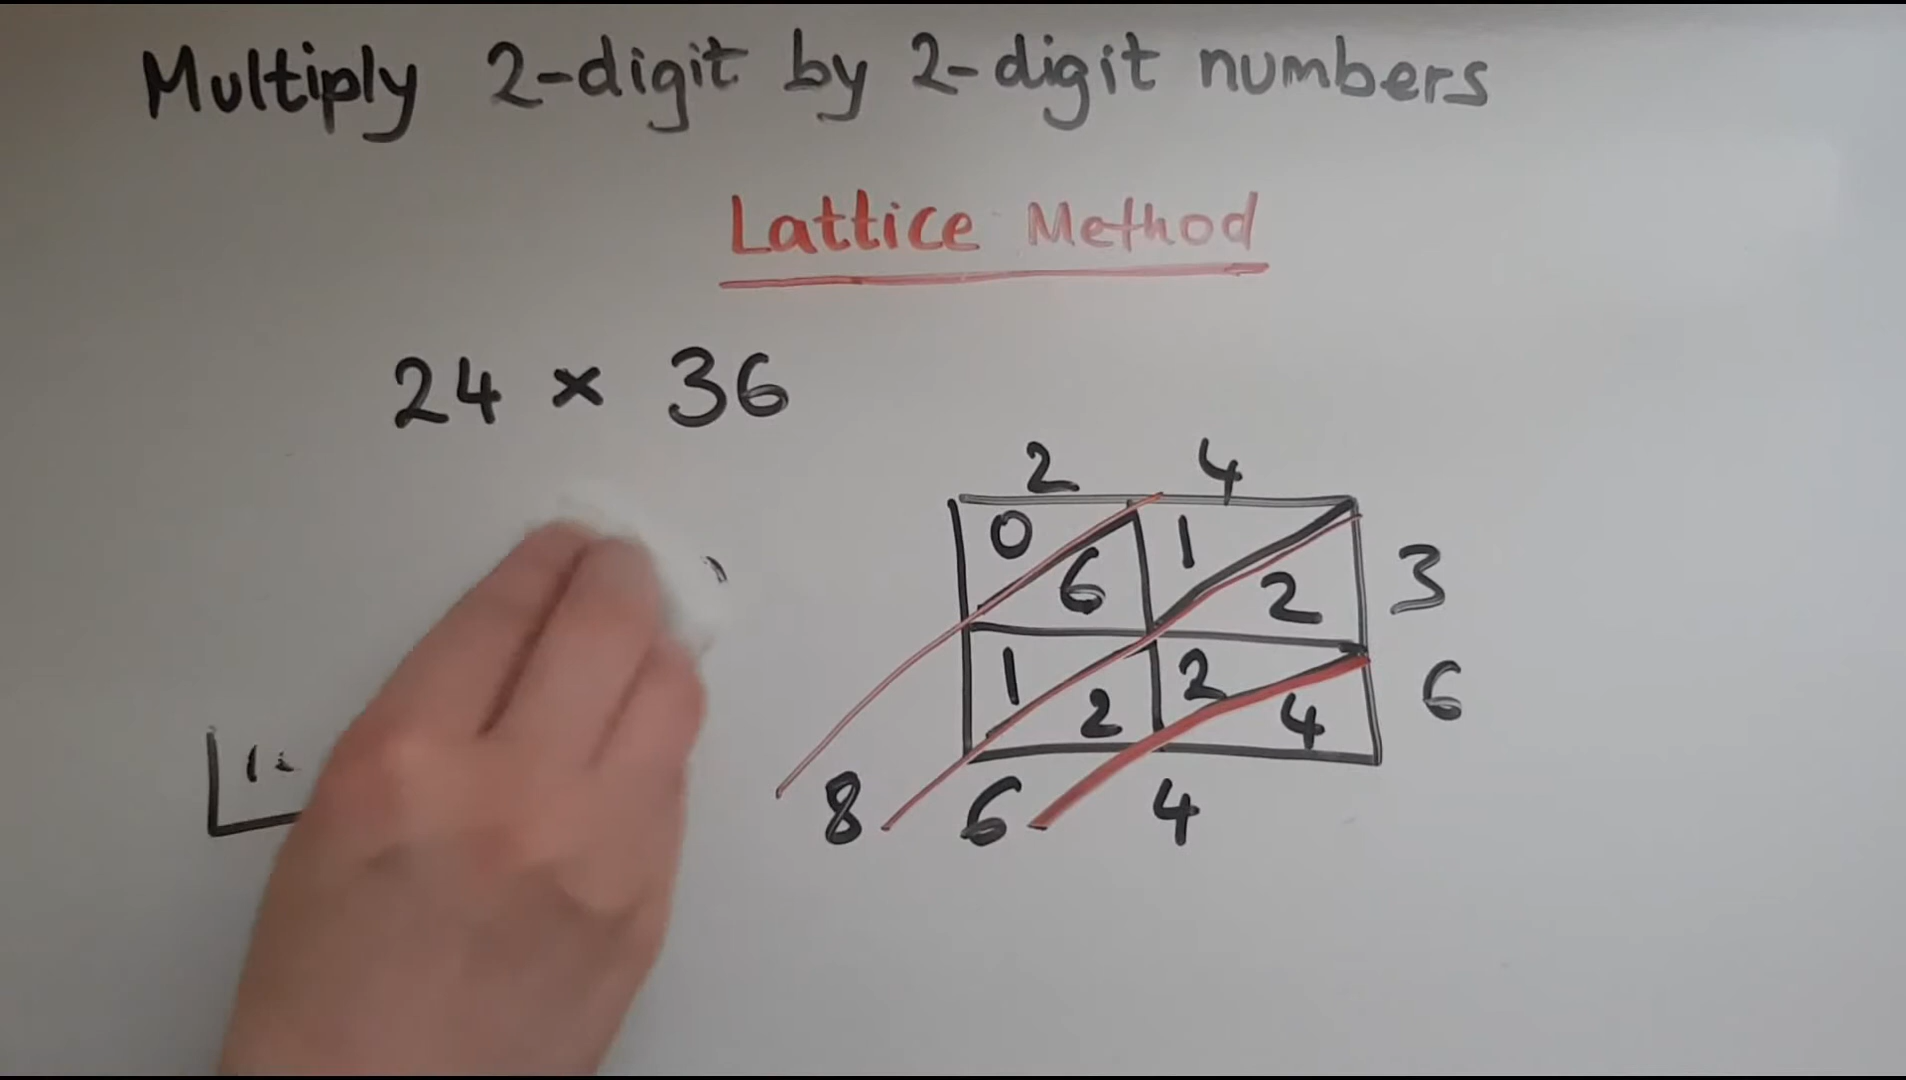 Multiply 2-digit by 2-digit numbers
Lattice Method
24 × 36
2 4
0 1
6 2 3
1 2
2 4 6
8 6 4